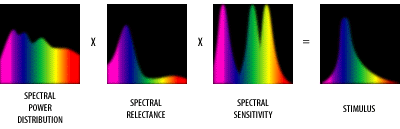 X
X
=
SPECTRAL
POWER
DISTRIBUTION
SPECTRAL
RELECTANCE
SPECTRAL
SENSITIVITY
STIMULUS